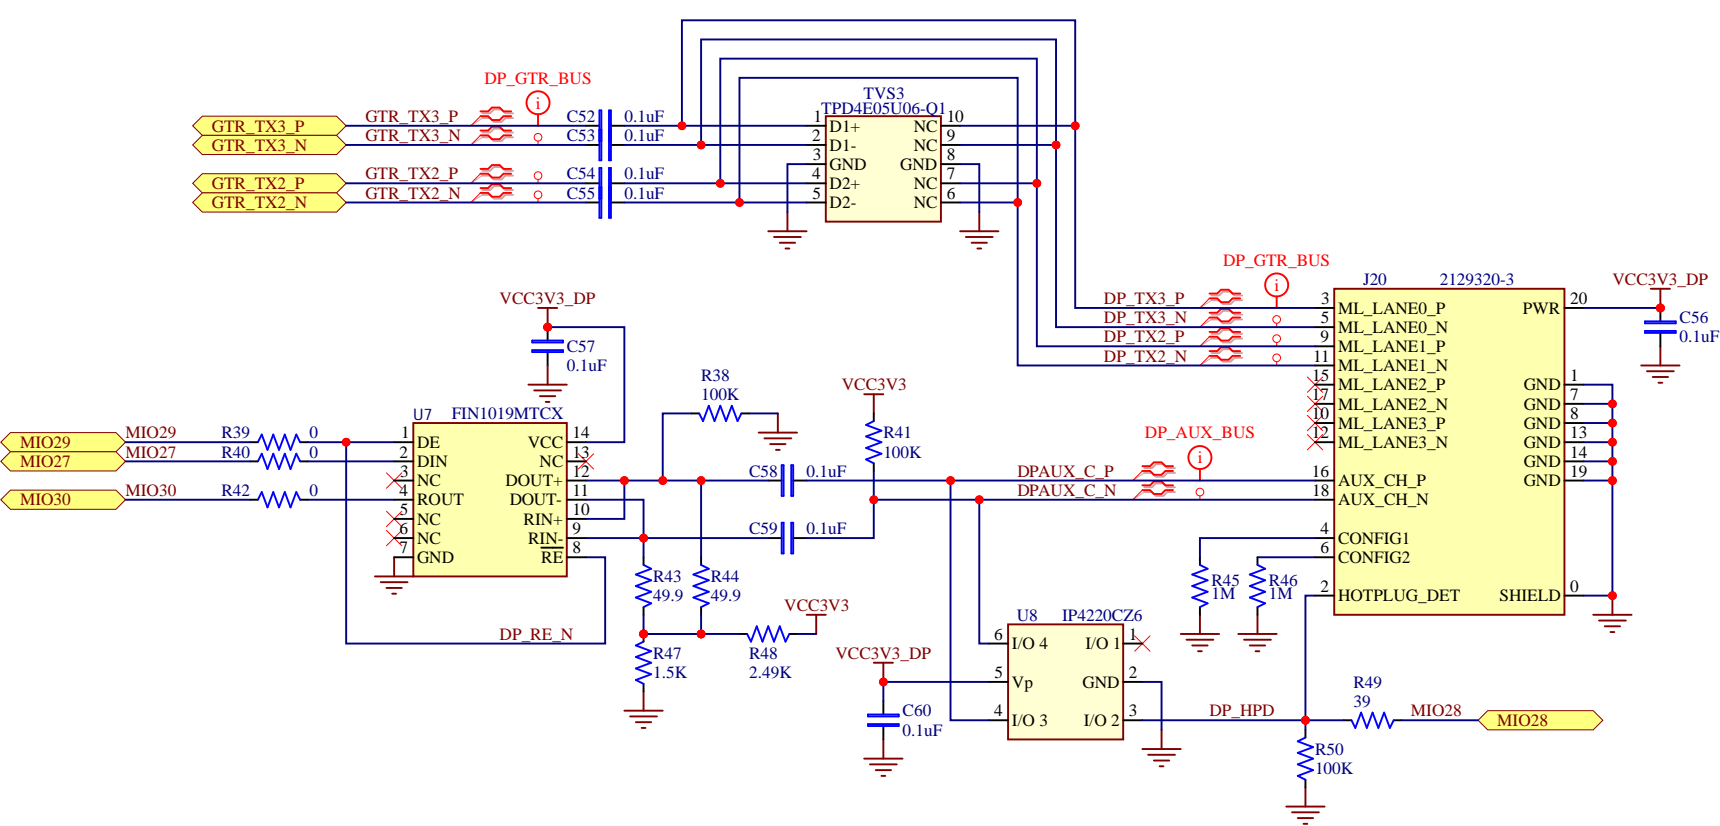 DP_GTR_BUS
i
GTR_TX3_P GTR_TX3_P C52 0.1uF
GTR_TX3_N GTR_TX3_N C53 0.1uF
GTR_TX2_P GTR_TX2_P C54 0.1uF
GTR_TX2_N GTR_TX2_N C55 0.1uF
TVS3
TPD4E05U06-Q1
1 D1+ NC 10
2 D1- NC 9
3 GND GND 8
4 D2+ NC 7
5 D2- NC 6
DP_GTR_BUS
i
DP_TX3_P
DP_TX3_N
DP_TX2_P
DP_TX2_N
J20 2129320-3
3 ML_LANE0_P PWR 20
5 ML_LANE0_N
9 ML_LANE1_P
11 ML_LANE1_N
15 ML_LANE2_P GND 1
17 ML_LANE2_N GND 7
10 ML_LANE3_P GND 8
12 ML_LANE3_N GND 13
GND 14
16 AUX_CH_P GND 19
18 AUX_CH_N
4 CONFIG1
6 CONFIG2
2 HOTPLUG_DET SHIELD 0
VCC3V3_DP
C56
0.1uF
VCC3V3_DP
C57
0.1uF
U7 FIN1019MTCX
MIO29 MIO29 R39 0
MIO27 MIO27 R40 0
MIO30 MIO30 R42 0
1 DE VCC 14
2 DIN NC 13
3 NC DOUT+ 12
4 ROUT DOUT- 11
5 NC RIN+ 10
6 NC RIN- 9
7 GND RE 8
DP_RE_N
R38
100K
VCC3V3
R41
100K
C58 0.1uF
C59 0.1uF
DP_AUX_BUS
i
DPAUX_C_P
DPAUX_C_N
R43
49.9
R44
49.9
VCC3V3
R47
1.5K
R48
2.49K
R45
1M
R46
1M
U8 IP4220CZ6
6 I/O 4 I/O 1 1
5 Vp GND 2
4 I/O 3 I/O 2 3
VCC3V3_DP
C60
0.1uF
DP_HPD
R49
39
MIO28 MIO28
R50
100K